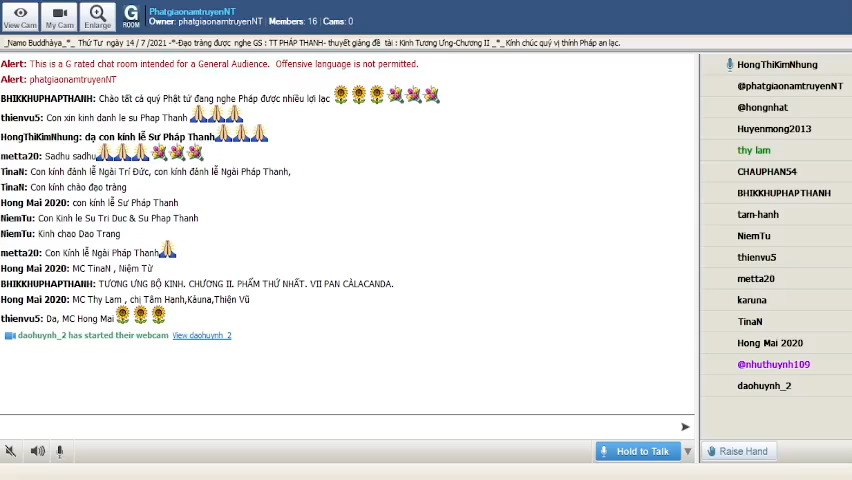 View Cam
My Cam
Enlarge
G
ROOM
PhatgiaonamtruyenNT
Owner: phatgiaonamtruyenNT | Members: 16 | Cams: 0
_Namo Buddhàya_*_ Thứ Tư ngày 14 / 7 /2021 -*-Đạo tràng được nghe GS : TT PHÁP THANH- thuyết giảng đề tài : Kinh Tương Ưng-Chương II _*_Kính chúc quý vị thính Pháp an lạc.
Alert: This is a G rated chat room intended for a General Audience. Offensive language is not permitted.
Alert: phatgiaonamtruyenNT
BHIKKHUPHAPTHANH: Chào tất cả quý Phật tử đang nghe Pháp được nhiều lợi lạc
thienvu5: Con xin kinh danh le su Phap Thanh
HongThiKimNhung: dạ con kính lễ Sư Pháp Thanh
metta20: Sadhu sadhu
TinaN: Con kính đảnh lễ Ngài Trí Đức, con kính đảnh lễ Ngài Pháp Thanh,
TinaN: Con kính chào đạo tràng
Hong Mai 2020: con kính lễ Sư Pháp Thanh
NiemTu: Con Kinh le Su Tri Duc & Su Phap Thanh
NiemTu: Kinh chao Dao Trang
metta20: Con Kính lễ Ngài Pháp Thanh
Hong Mai 2020: MC TinaN , Niệm Từ
BHIKKHUPHAPTHANH: TƯƠNG ƯNG BỘ KINH. CHƯƠNG II. PHẨM THỨ NHẤT. VII PAN CÀLACANDA.
Hong Mai 2020: MC Thy Lam , chị Tâm Hạnh,Kàuna,Thiện Vũ
thienvu5: Da, MC Hong Mai
daohuynh_2 has started their webcam View daohuynh_2
Hold to Talk
HongThiKimNhung
@phatgiaonamtruyenNT
@hongnhat
Huyenmong2013
thy lam
CHAUPHAN54
BHIKKHUPHAPTHANH
tam-hanh
NiemTu
thienvu5
metta20
karuna
TinaN
Hong Mai 2020
@nhuthuynh109
daohuynh_2
Raise Hand